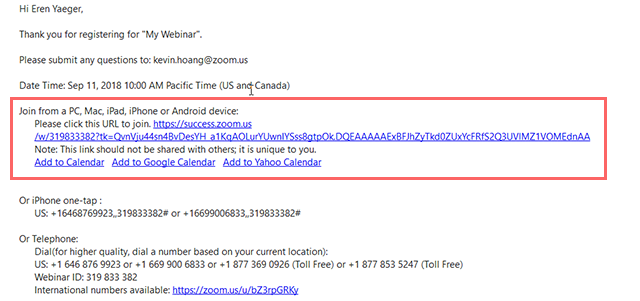 Hi Eren Yaeger,
Thank you for registering for "My Webinar".
Please submit any questions to: kevin.hoang@zoom.us
Date Time: Sep 11, 2018 10:00 AM Pacific Time (US and Canada)
Join from a PC, Mac, iPad, iPhone or Android device:
Please click this URL to join. https://success.zoom.us
/w/319833382?tk=QvnVju44sn4BvDesYH_a1KqAOLurYUwnIYSss8gtpOk.DQEAAAAAExBFJhZyTkd0ZUxYcFRfS2Q3UVlMZ1VOMEdnAA
Note: This link should not be shared with others; it is unique to you.
Add to Calendar Add to Google Calendar Add to Yahoo Calendar
Or iPhone one-tap :
US: +16468769923,,319833382# or +16699006833,,319833382#
Or Telephone:
Dial(for higher quality, dial a number based on your current location):
US: +1 646 876 9923 or +1 669 900 6833 or +1 877 369 0926 (Toll Free) or +1 877 853 5247 (Toll Free)
Webinar ID: 319 833 382
International numbers available: https://zoom.us/u/bZ3rpGRKy